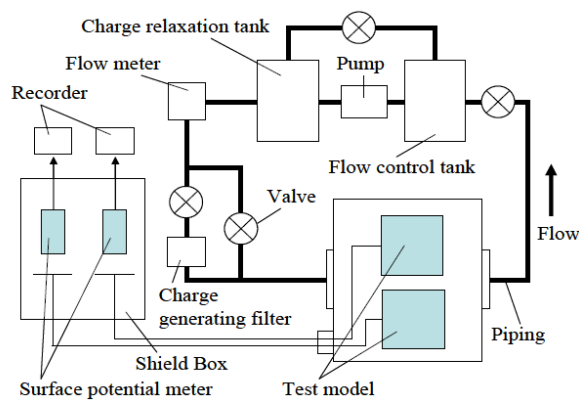 Charge relaxation tank
Flow meter
Pump
Recorder
Flow control tank
Valve
Flow
Charge
generating filter
Piping
Shield Box
Surface potential meter
Test model